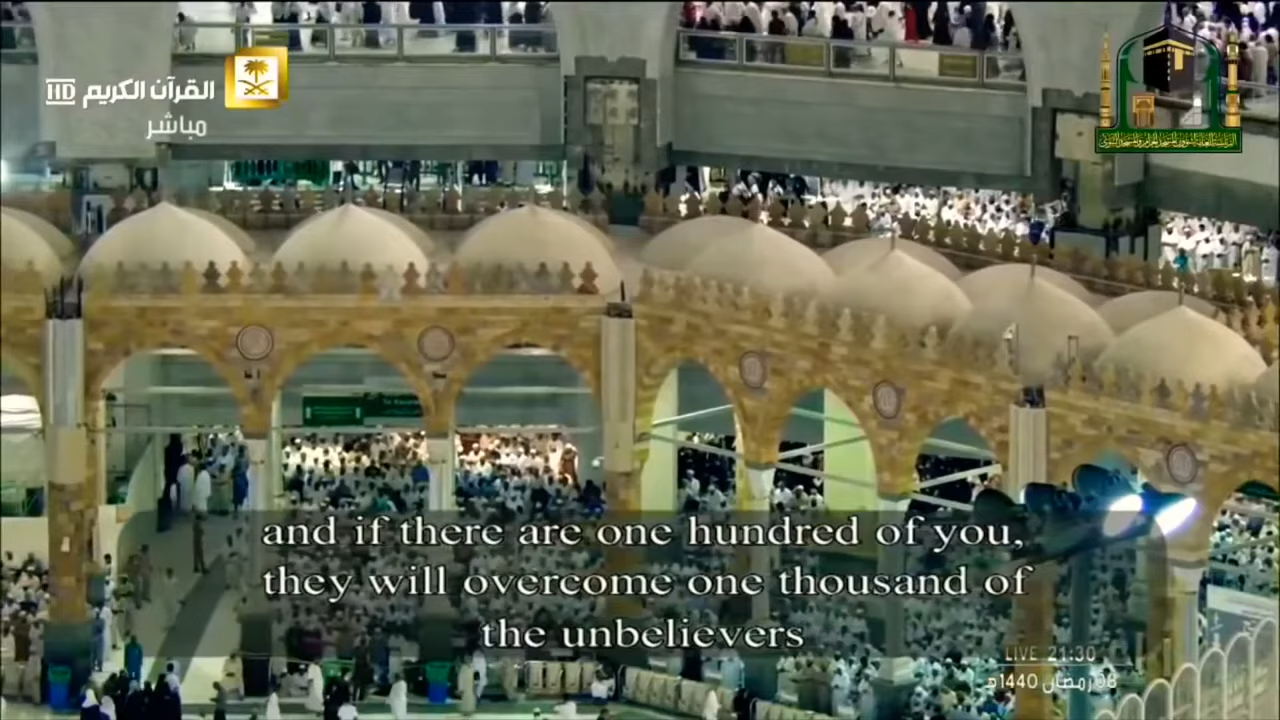 القرآن الكريم HD
مباشر
and if there are one hundred of you,
they will overcome one thousand of
the unbelievers
LIVE 21:30
08 رمضان 1440هـ